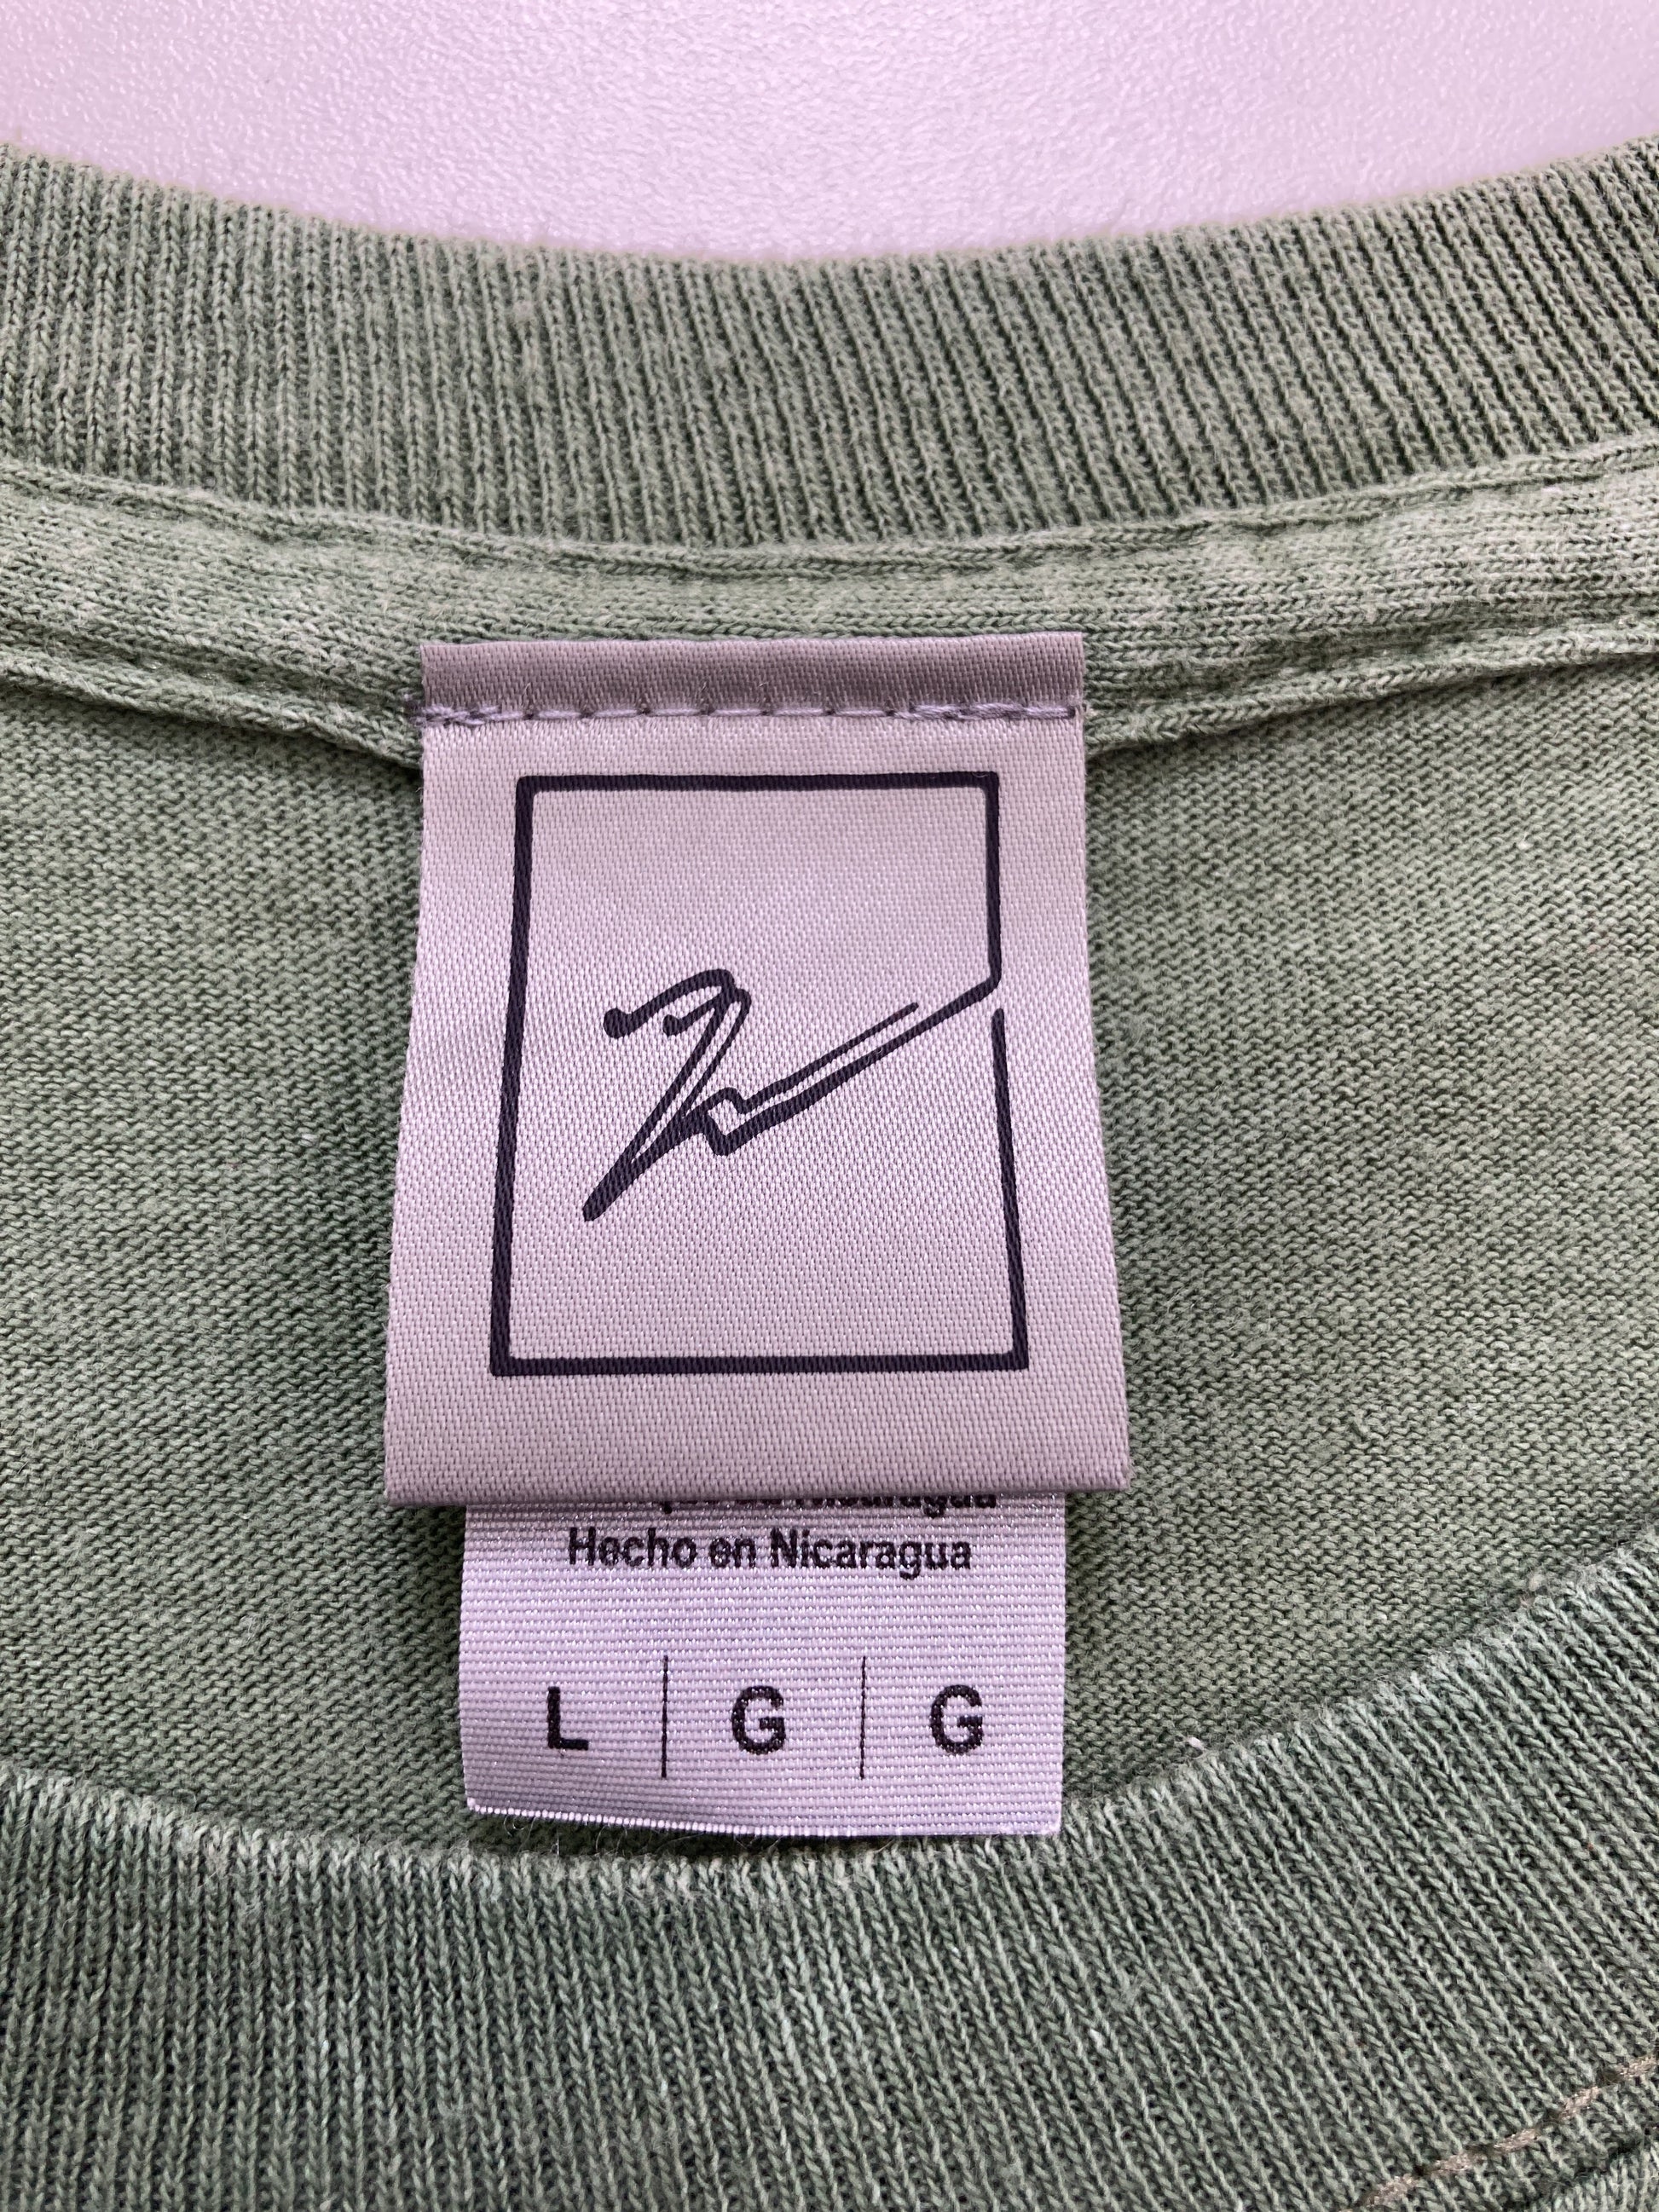 Hecho en Nicaragua
L | G | G